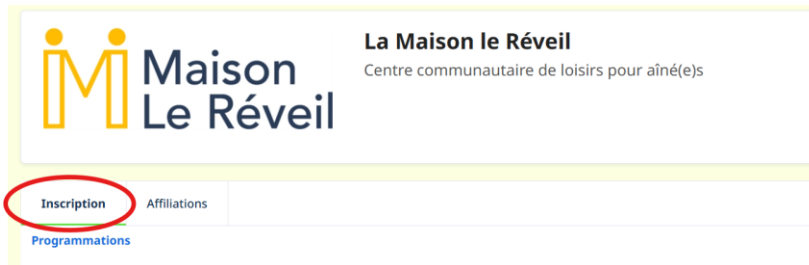 Maison
Le Réveil
La Maison le Réveil
Centre communautaire de loisirs pour aîné(e)s
Inscription
Affiliations
Programmations